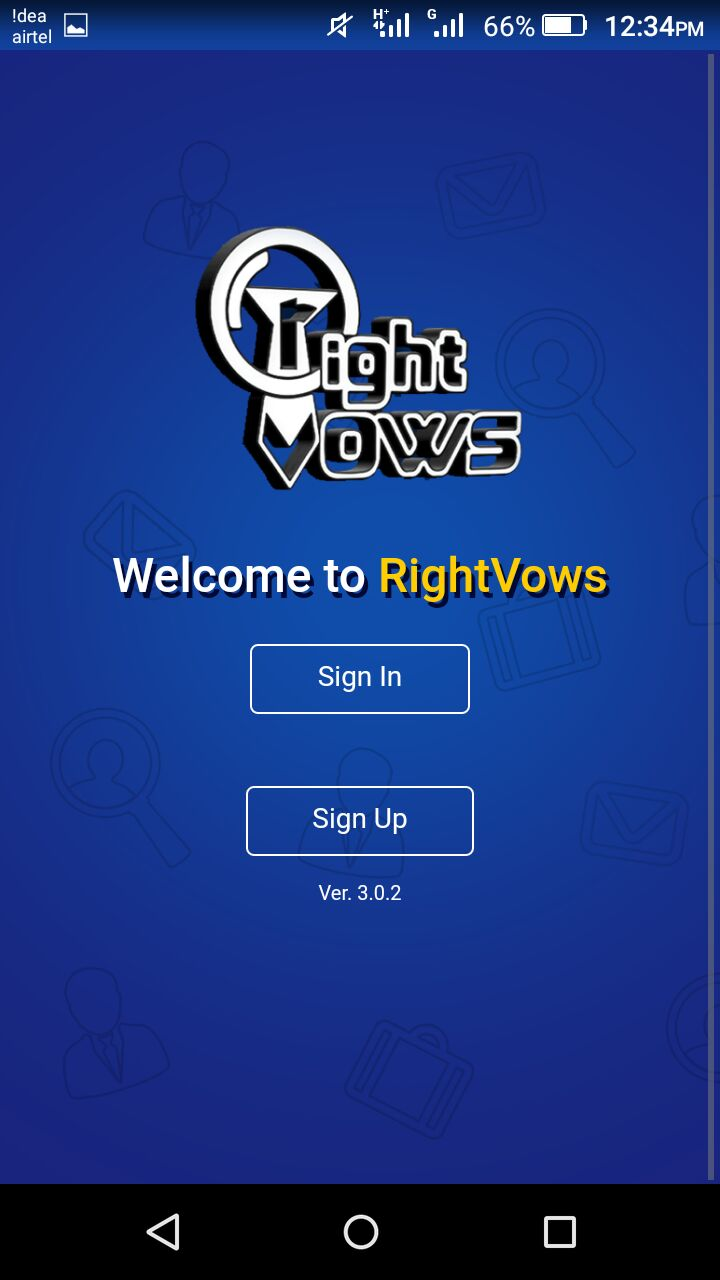 !dea
airtel
H+ G 66% 12:34PM
right
vows
Welcome to RightVows
Sign In
Sign Up
Ver. 3.0.2